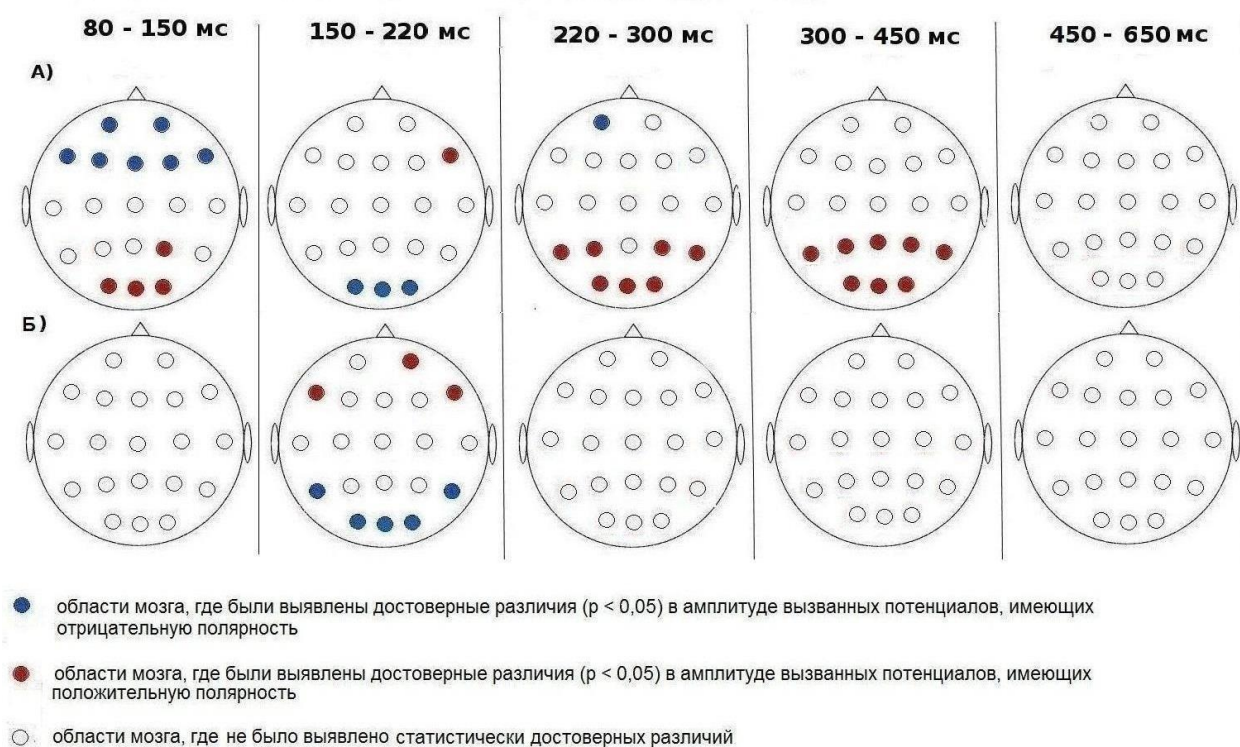 80 - 150 мс
150 - 220 мс
220 - 300 мс
300 - 450 мс
450 - 650 мс
А)
Б)
области мозга, где были выявлены достоверные различия (p < 0,05) в амплитуде вызванных потенциалов, имеющих
отрицательную полярность
области мозга, где были выявлены достоверные различия (p < 0,05) в амплитуде вызванных потенциалов, имеющих
положительную полярность
области мозга, где не было выявлено статистически достоверных различий